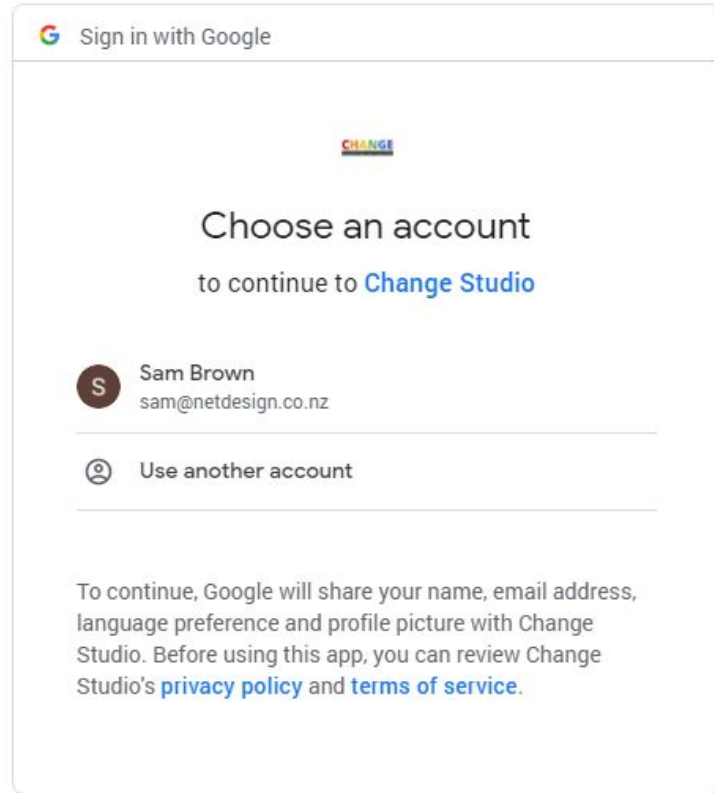 Sign in with Google
CHANGE
Choose an account
to continue to Change Studio
S
Sam Brown
sam@netdesign.co.nz
Use another account
To continue, Google will share your name, email address,
language preference and profile picture with Change
Studio. Before using this app, you can review Change
Studio's privacy policy and terms of service.